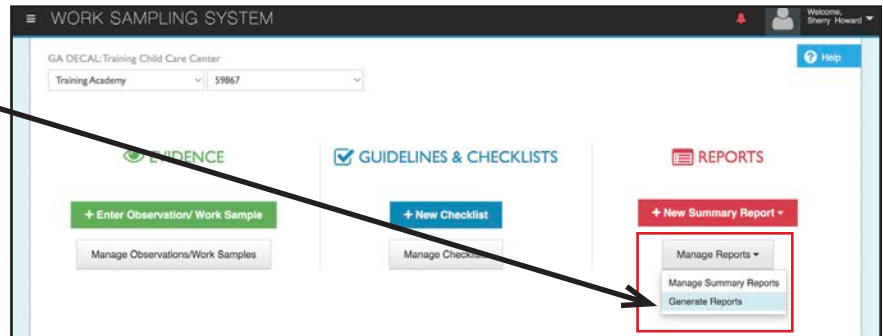 ≡ WORK SAMPLING SYSTEM
Welcome,
Sherry Howard
GA DECAL:Training Child Care Center
Training Academy
59867
? Help
EVIDENCE
GUIDELINES & CHECKLISTS
REPORTS
+ Enter Observation/ Work Sample
+ New Checklist
+ New Summary Report
Manage Observations/Work Samples
Manage Checklists
Manage Reports
Manage Summary Reports
Generate Reports